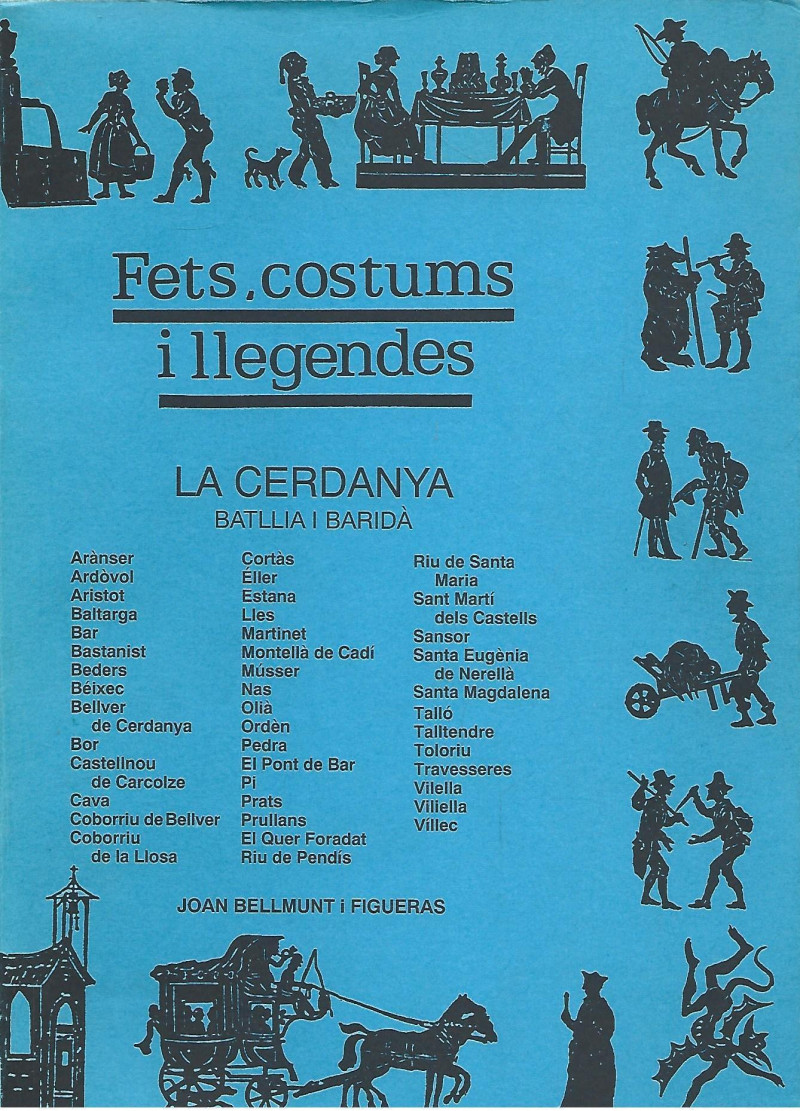 Fets, costums
i llegendes
LA CERDANYA
BATLLIA I BARIDÀ
Arànser
Ardòvol
Aristot
Baltarga
Bar
Bastanist
Beders
Béixec
Bellver
de Cerdanya
Bor
Castellnou
de Carcolze
Cava
Coborriu de Bellver
Coborriu
de la Llosa
Cortàs
Éller
Estana
Lles
Martinet
Montellà de Cadí
Músser
Nas
Olià
Ordèn
Pedra
El Pont de Bar
Pi
Prats
Prullans
El Quer Foradat
Riu de Pendís
Riu de Santa
Maria
Sant Martí
dels Castells
Sansor
Santa Eugènia
de Nerellà
Santa Magdalena
Talló
Talltendre
Toloriu
Travesseres
Vilella
Viliella
Víllec
JOAN BELLMUNT i FIGUERAS